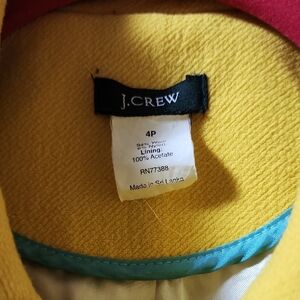 J.CREW
4P
Lining:
100% Acetate
RN77388
Made in Sri Lanka